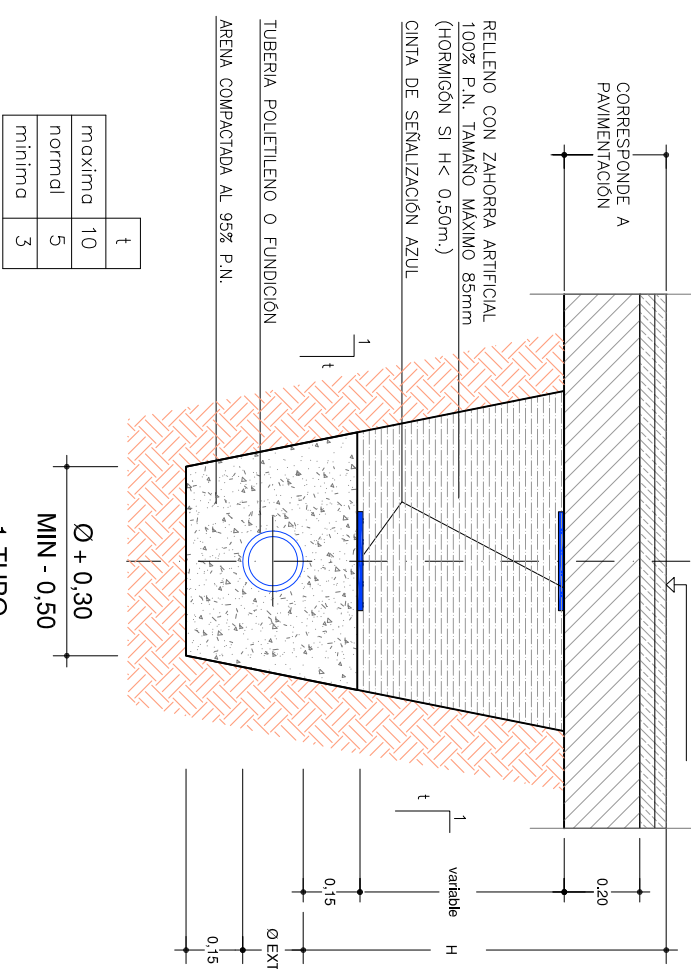 CORRESPONDE A
PAVIMENTACIÓN
RELLENO CON ZAHORRA ARTIFICIAL
100% P.N. TAMAÑO MÁXIMO 85mm
(HORMIGÓN SI H< 0,50m.)
CINTA DE SEÑALIZACIÓN AZUL
TUBERIA POLIETILENO O FUNDICIÓN
ARENA COMPACTADA AL 95% P.N.
1
t
1
t
0.20
variable
H
0,15
Ø EXT
0,15
Ø + 0,30
MIN - 0,50
1 TUBO
t
maxima 10
normal 5
minima 3